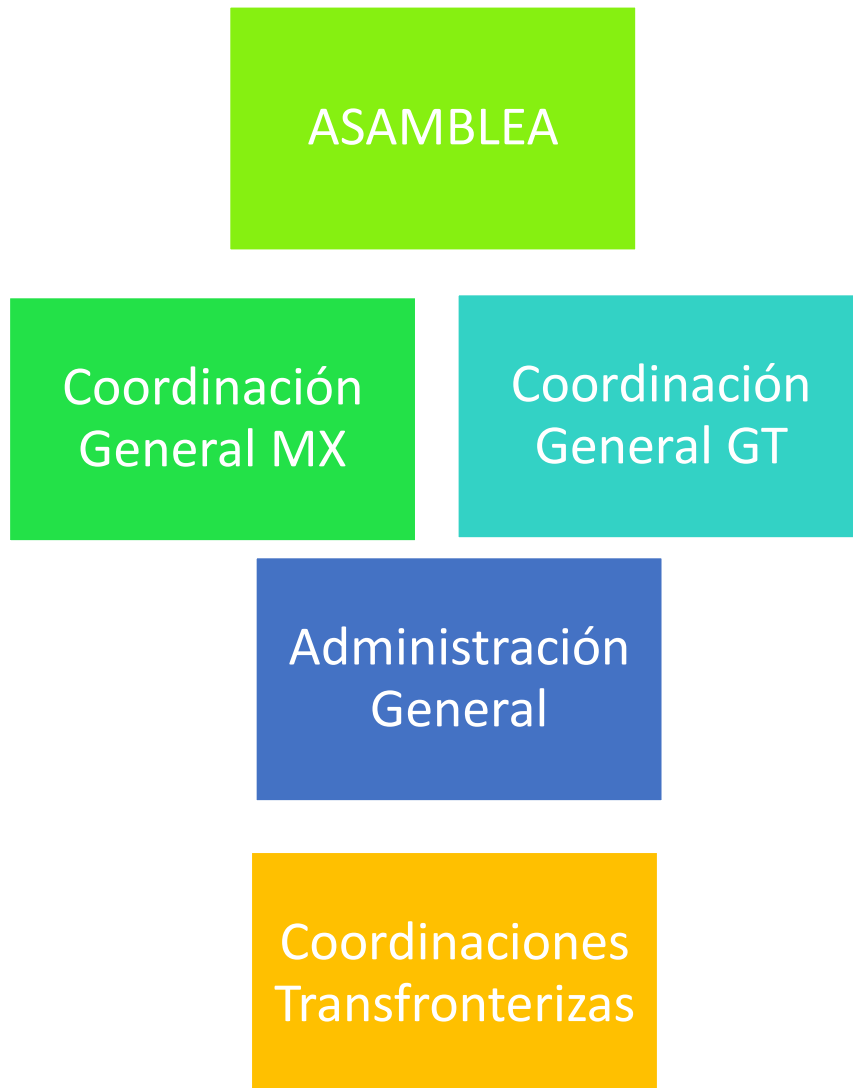 ASAMBLEA
Coordinación
General MX
Coordinación
General GT
Administración
General
Coordinaciones
Transfronterizas